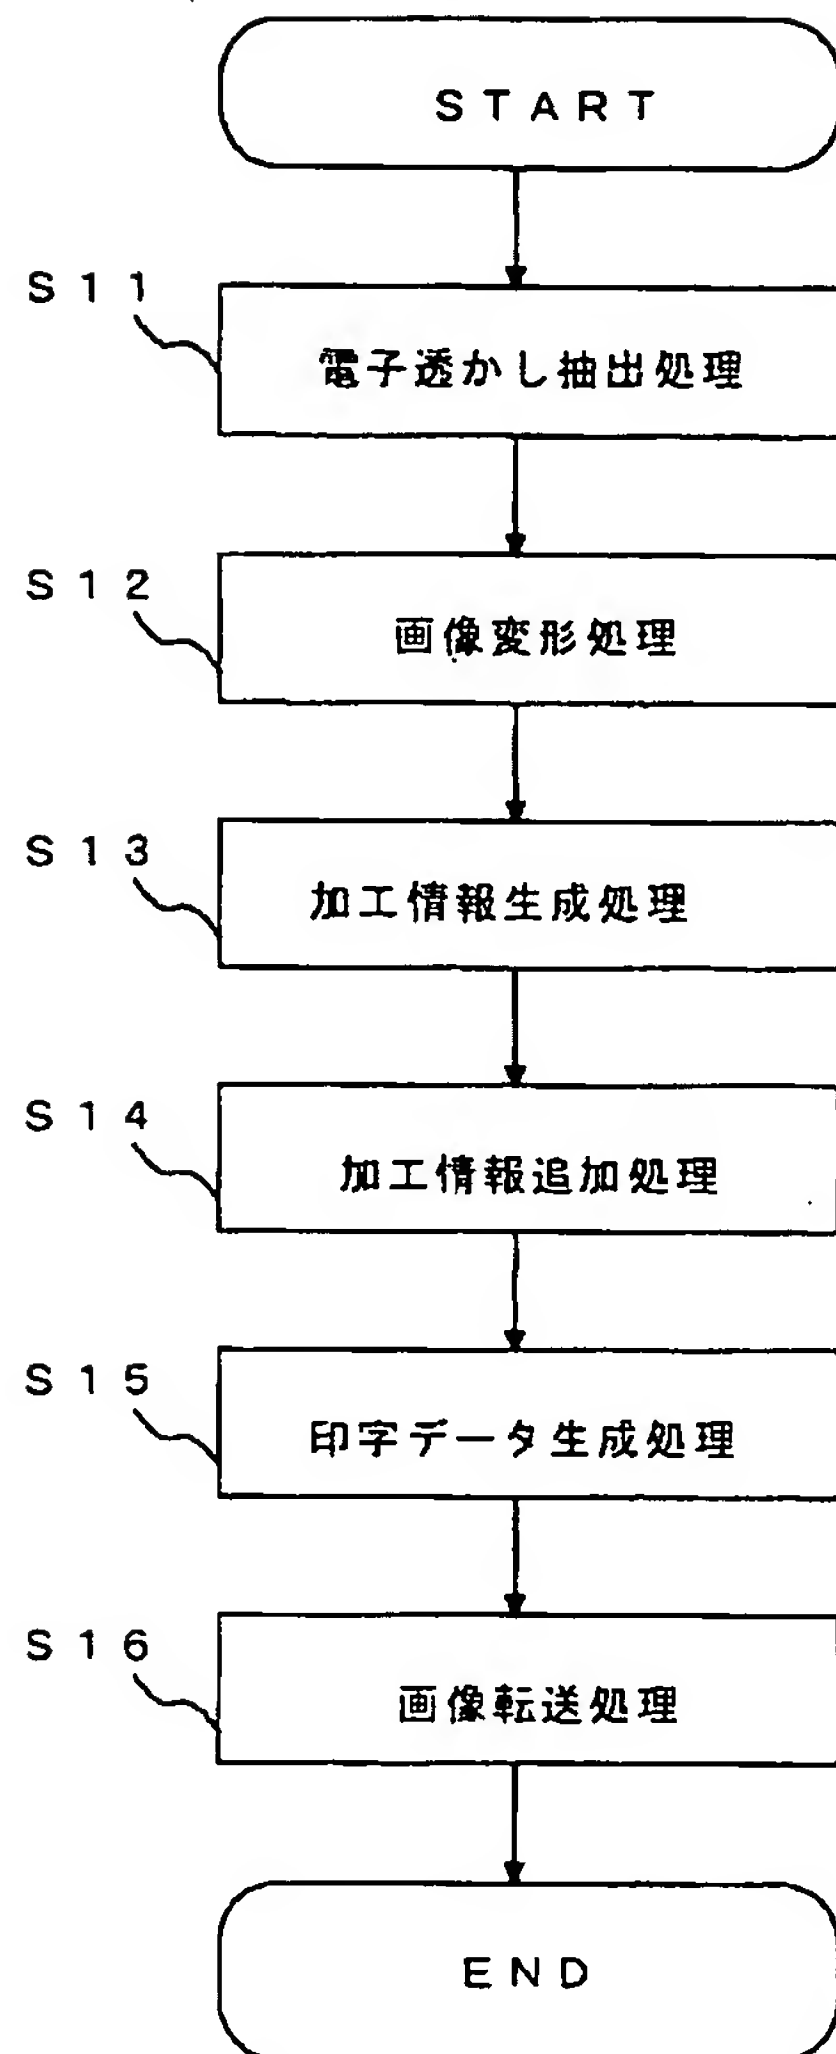 START
S11
電子透かし抽出処理
S12
画像変形処理
S13
加工情報生成処理
S14
加工情報追加処理
S15
印字データ生成処理
S16
画像転送処理
END